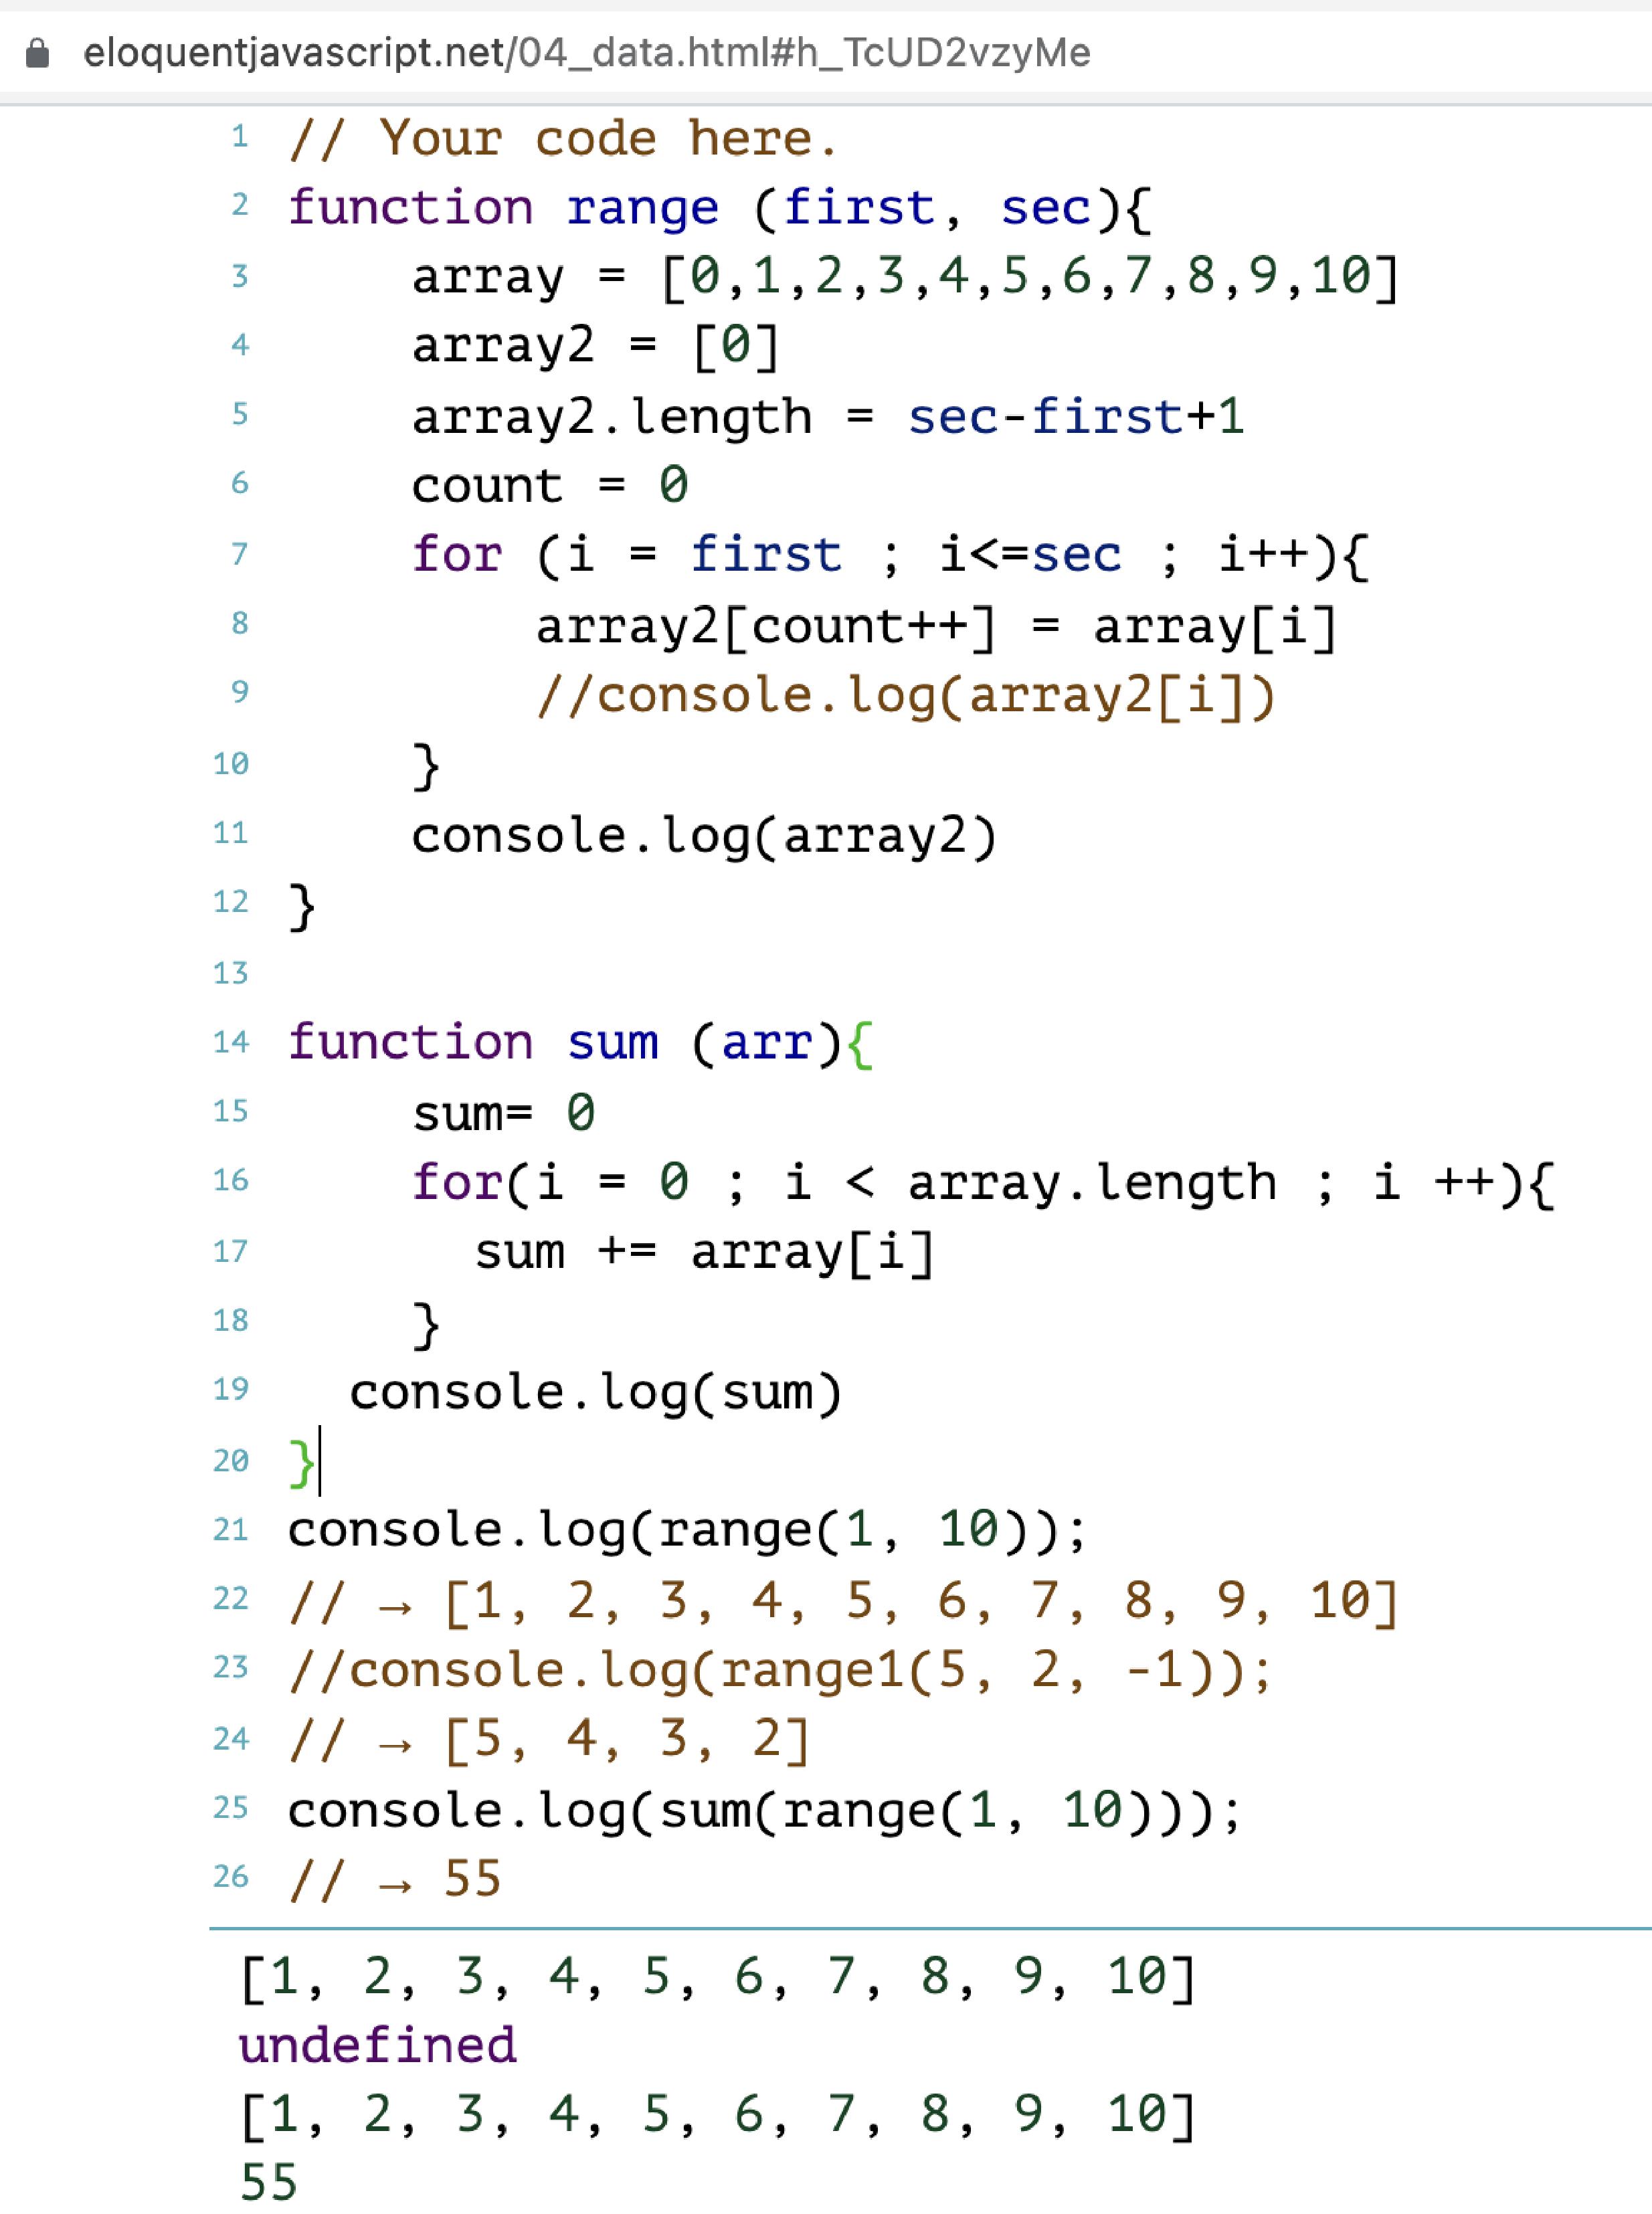 eloquentjavascript.net/04_data.html#h_TcUD2vzyMe
1 // Your code here.
2 function range (first, sec){
3     array = [0,1,2,3,4,5,6,7,8,9,10]
4     array2 = [0]
5     array2.length = sec-first+1
6     count = 0
7     for (i = first ; i<=sec ; i++){
8         array2[count++] = array[i]
9         //console.log(array2[i])
10     }
11     console.log(array2)
12 }
13
14 function sum (arr){
15     sum= 0
16     for(i = 0 ; i < array.length ; i ++){
17       sum += array[i]
18     }
19   console.log(sum)
20 }
21 console.log(range(1, 10));
22 // → [1, 2, 3, 4, 5, 6, 7, 8, 9, 10]
23 //console.log(range1(5, 2, -1));
24 // → [5, 4, 3, 2]
25 console.log(sum(range(1, 10)));
26 // → 55
[1, 2, 3, 4, 5, 6, 7, 8, 9, 10]
undefined
[1, 2, 3, 4, 5, 6, 7, 8, 9, 10]
55